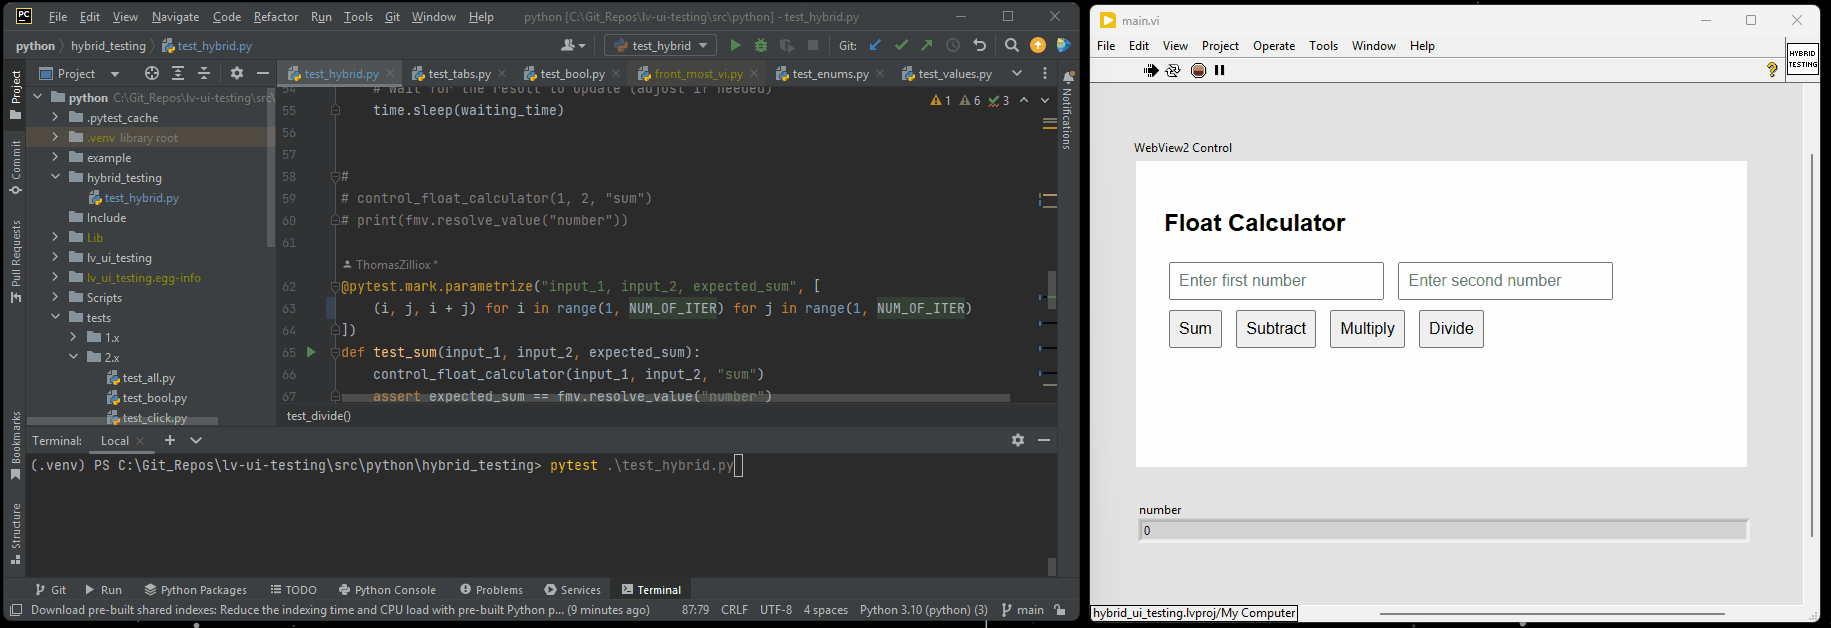 PC File Edit View Navigate Code Refactor Run Tools Git Window Help python [C:\Git_Repos\lv-ui-testing\src\python] - test_hybrid.py
python hybrid_testing test_hybrid.py test_hybrid Git:
Project test_hybrid.py test_tabs.py test_bool.py front_most_vi.py test_enums.py test_values.py
Project
Commit
Pull Requests
Bookmarks
Structure
python C:\Git_Repos\lv-ui-testing\src\
.pytest_cache
.venv library root
example
hybrid_testing
test_hybrid.py
Include
Lib
lv_ui_testing
lv_ui_testing.egg-info
Scripts
tests
1.x
2.x
test_all.py
test_bool.py
test_click.py
1 6 3
54 # Wait for the result to update (adjust if needed)
55 time.sleep(waiting_time)
56
57
58 #
59 # control_float_calculator(1, 2, "sum")
60 # print(fmv.resolve_value("number"))
61
ThomasZilliox *
62 @pytest.mark.parametrize("input_1, input_2, expected_sum", [
63 (i, j, i + j) for i in range(1, NUM_OF_ITER) for j in range(1, NUM_OF_ITER)
64 ])
65 def test_sum(input_1, input_2, expected_sum):
66 control_float_calculator(input_1, input_2, "sum")
67 assert expected_sum == fmv.resolve_value("number")
test_divide()
Notifications
Terminal: Local
(.venv) PS C:\Git_Repos\lv-ui-testing\src\python\hybrid_testing> pytest .\test_hybrid.py
Git Run Python Packages TODO Python Console Problems Services Terminal
Download pre-built shared indexes: Reduce the indexing time and CPU load with pre-built Python p... (9 minutes ago) 87:79 CRLF UTF-8 4 spaces Python 3.10 (python) (3) main
main.vi
File Edit View Project Operate Tools Window Help
HYBRID
TESTING
?
WebView2 Control
Float Calculator
Enter first number Enter second number
Sum Subtract Multiply Divide
number
0
hybrid_ui_testing.lvproj/My Computer